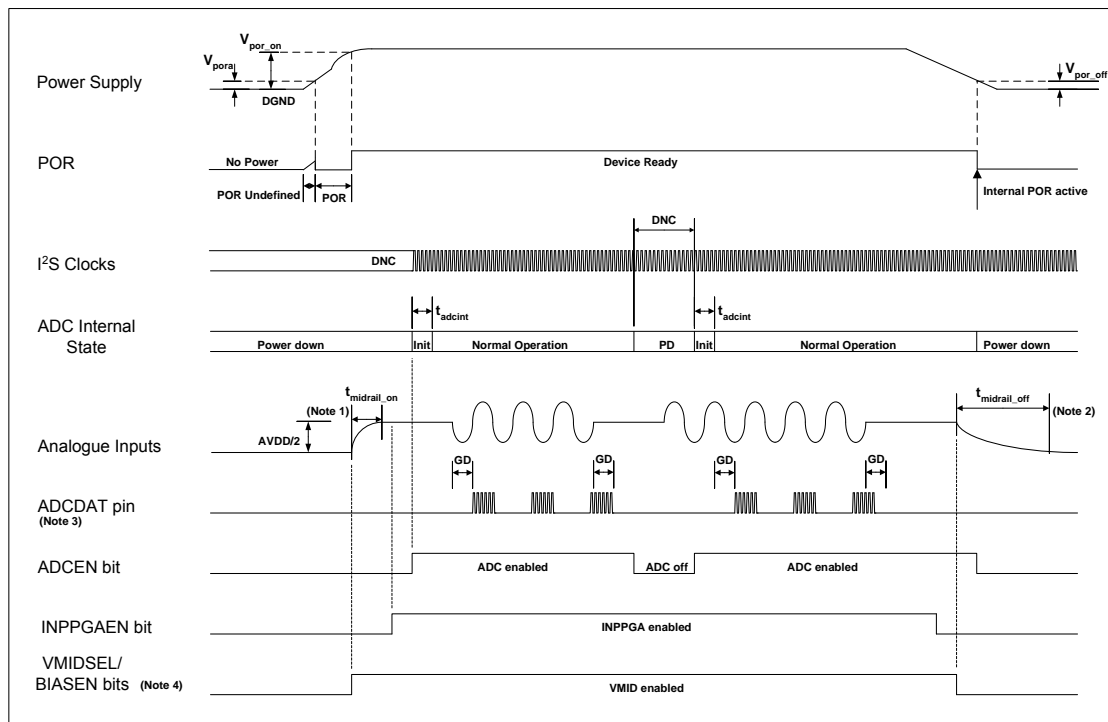 V_por_on
V_pora
V_por_off
Power Supply
DGND
POR
No Power
Device Ready
POR Undefined
POR
Internal POR active
DNC
I²S Clocks
DNC
t_adcint
t_adcint
ADC Internal
State
Power down
Init
Normal Operation
PD
Init
Normal Operation
Power down
t_midrail_on
t_midrail_off
(Note 1)
(Note 2)
AVDD/2
Analogue Inputs
GD
GD
GD
GD
ADCDAT pin
(Note 3)
ADCEN bit
ADC enabled
ADC off
ADC enabled
INPPGAEN bit
INPPGA enabled
VMIDSEL/
BIASEN bits (Note 4)
VMID enabled